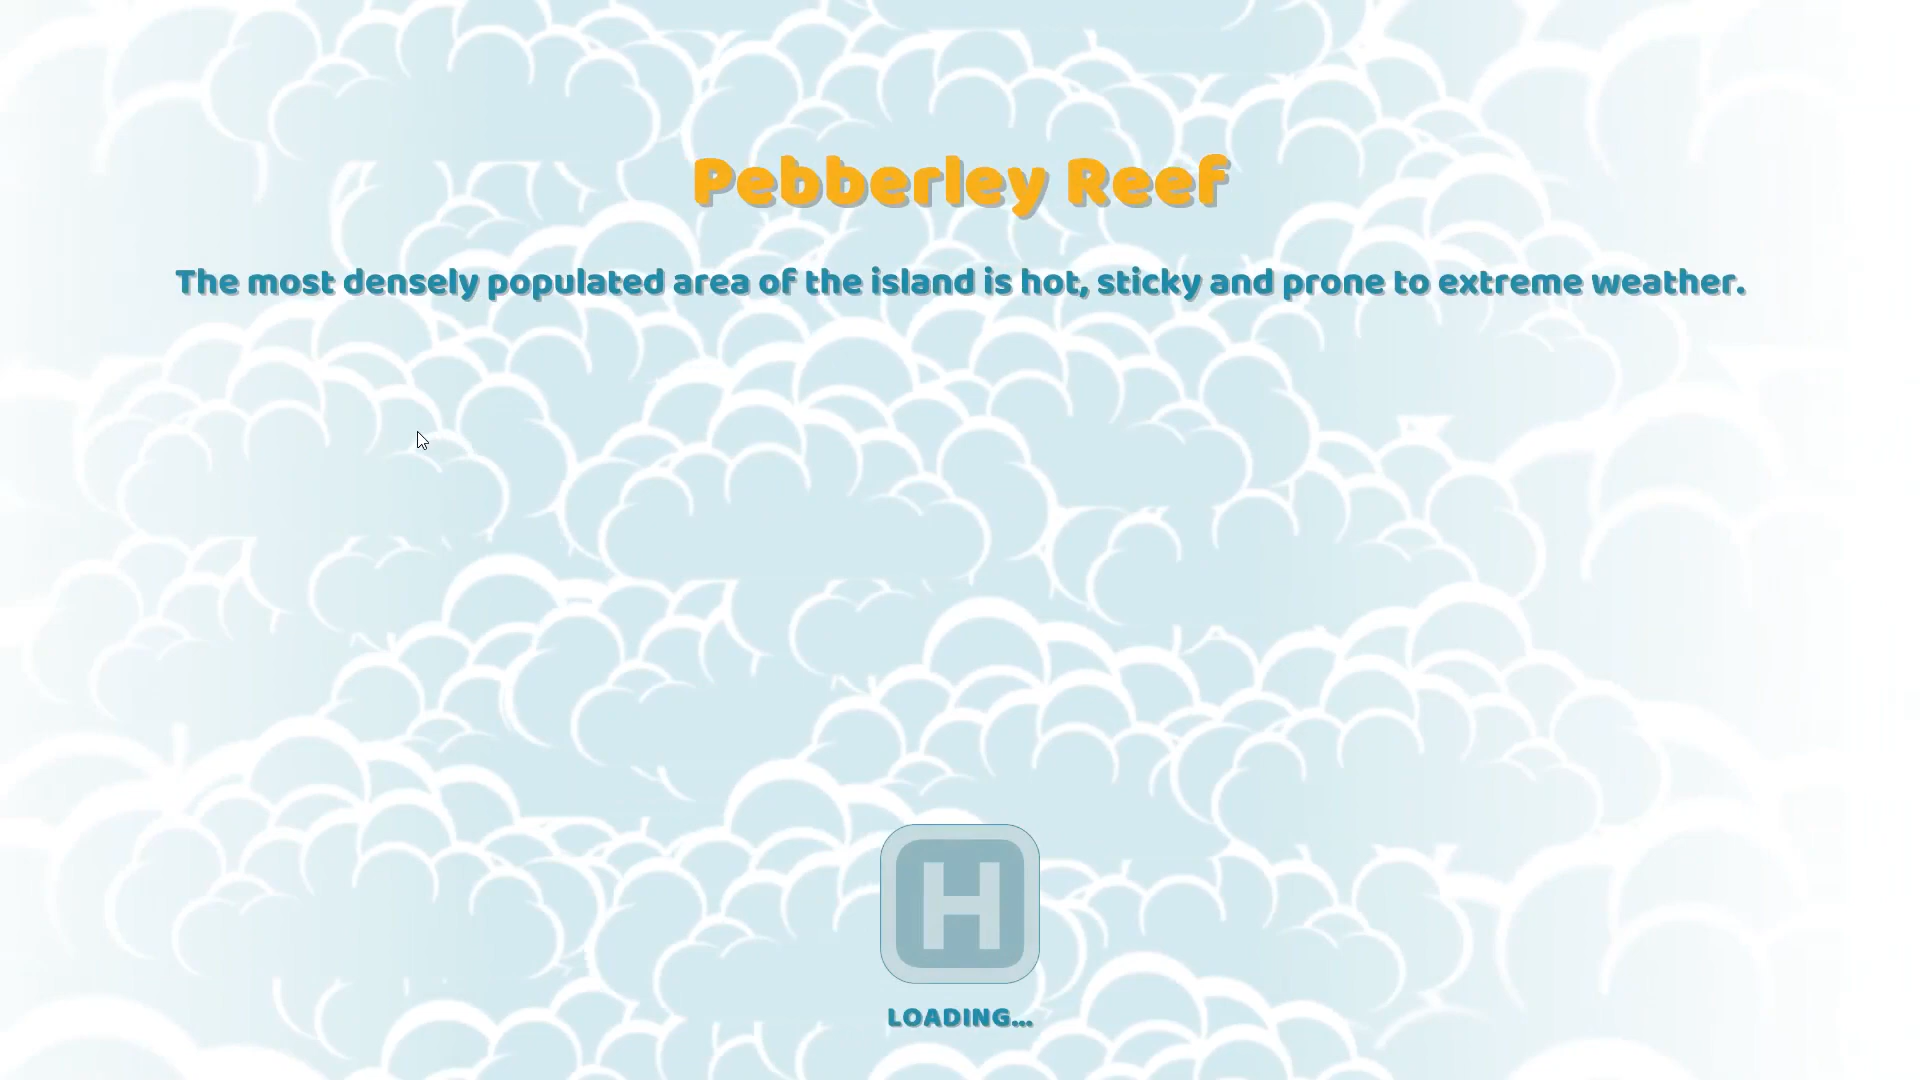 Pebberley Reef
The most densely populated area of the island is hot, sticky and prone to extreme weather.
H
LOADING...